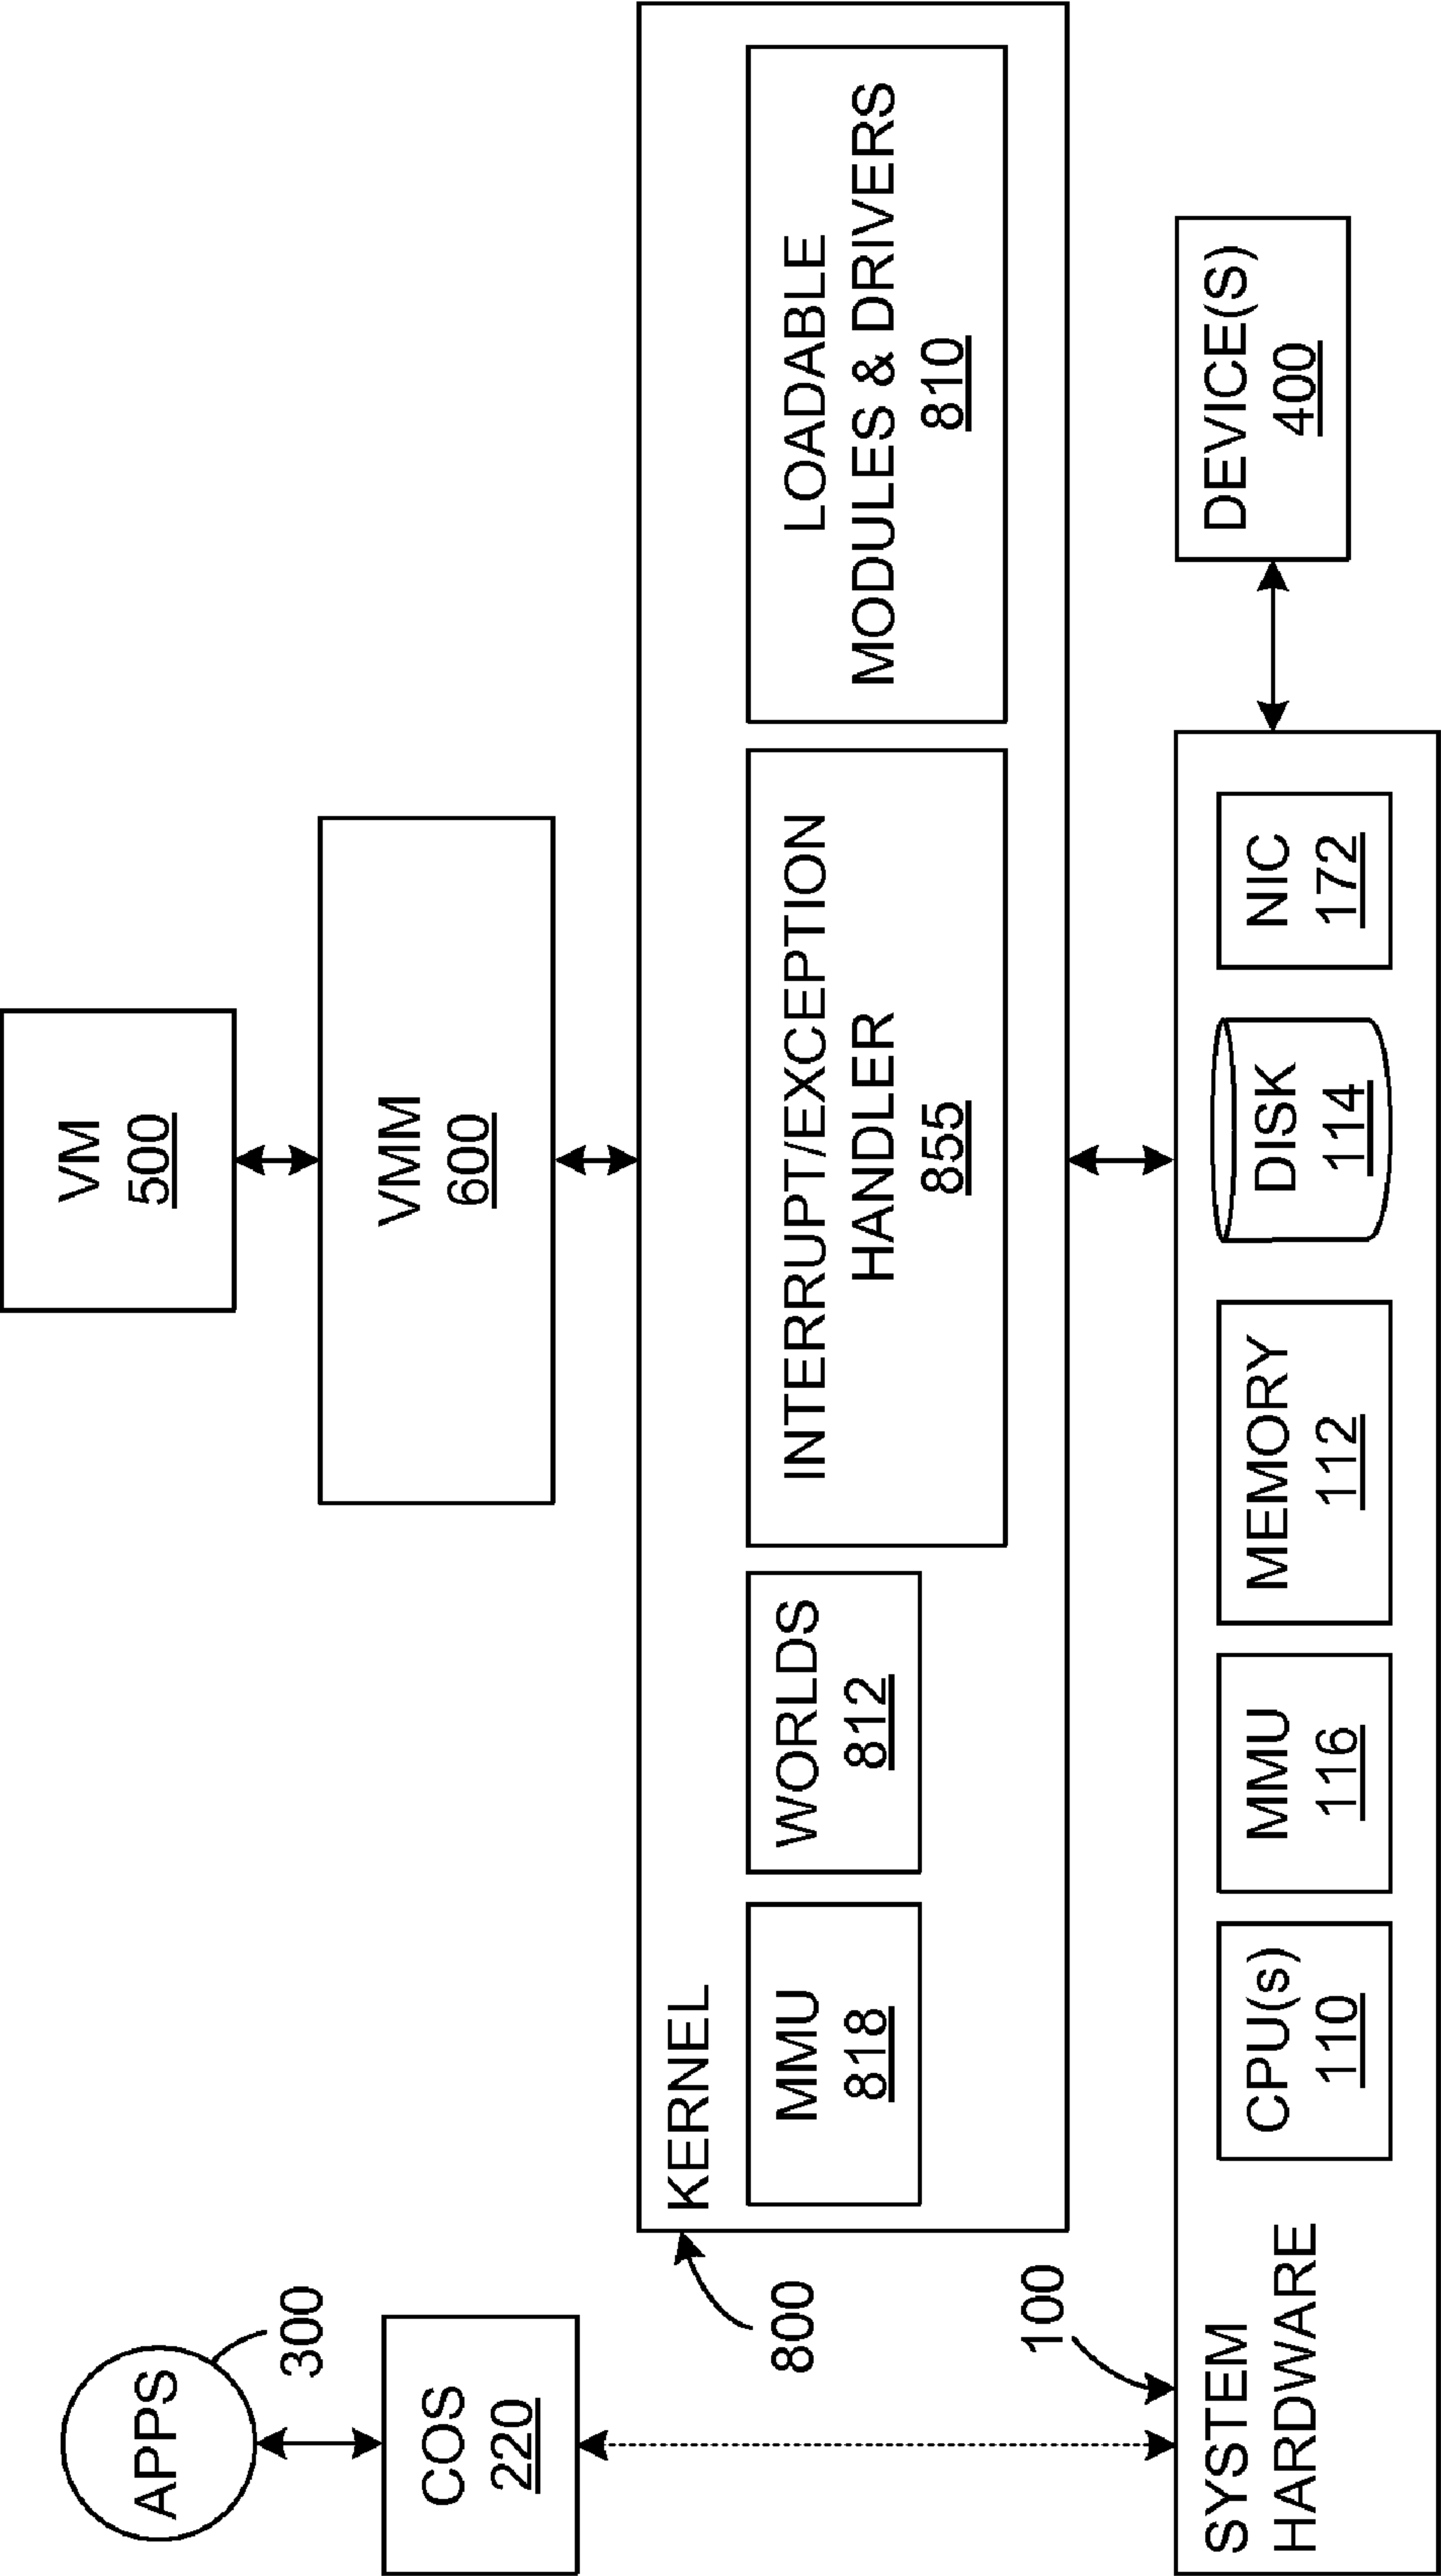 APPS
300
VM
500
COS
220
VMM
600
KERNEL
800
MMU
818
WORLDS
812
INTERRUPT/EXCEPTION
HANDLER
855
LOADABLE
MODULES & DRIVERS
810
100
SYSTEM
HARDWARE
CPU(s)
110
MMU
116
MEMORY
112
DISK
114
NIC
172
DEVICE(S)
400